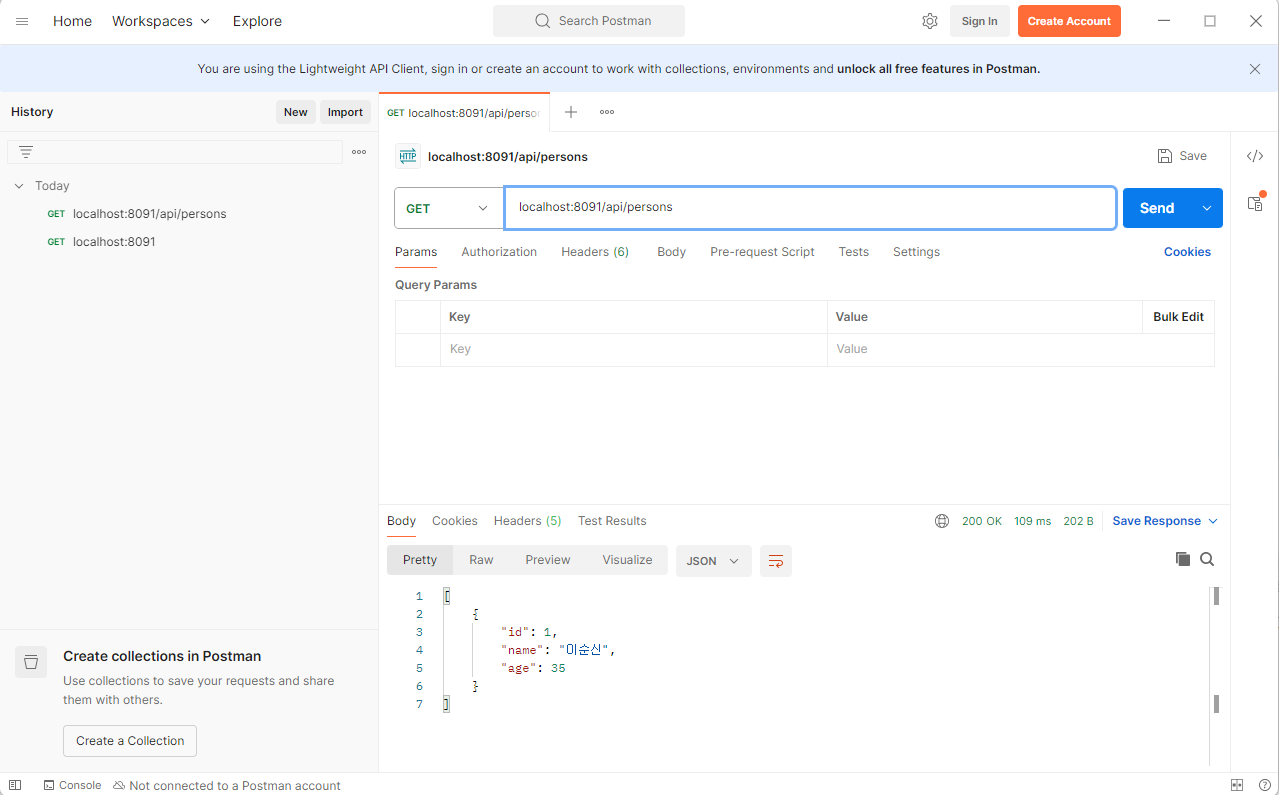 Home Workspaces Explore Search Postman Sign In Create Account
You are using the Lightweight API Client, sign in or create an account to work with collections, environments and unlock all free features in Postman.
History New Import
GET localhost:8091/api/perso
Today
GET localhost:8091/api/persons
GET localhost:8091
HTTP localhost:8091/api/persons Save
GET localhost:8091/api/persons Send
Params Authorization Headers (6) Body Pre-request Script Tests Settings Cookies
Query Params
Key Value Bulk Edit
Key Value
Body Cookies Headers (5) Test Results 200 OK 109 ms 202 B Save Response
Pretty Raw Preview Visualize JSON
1 [
2 {
3 "id": 1,
4 "name": "이순신",
5 "age": 35
6 }
7 ]
Create collections in Postman
Use collections to save your requests and share
them with others.
Create a Collection
Console Not connected to a Postman account